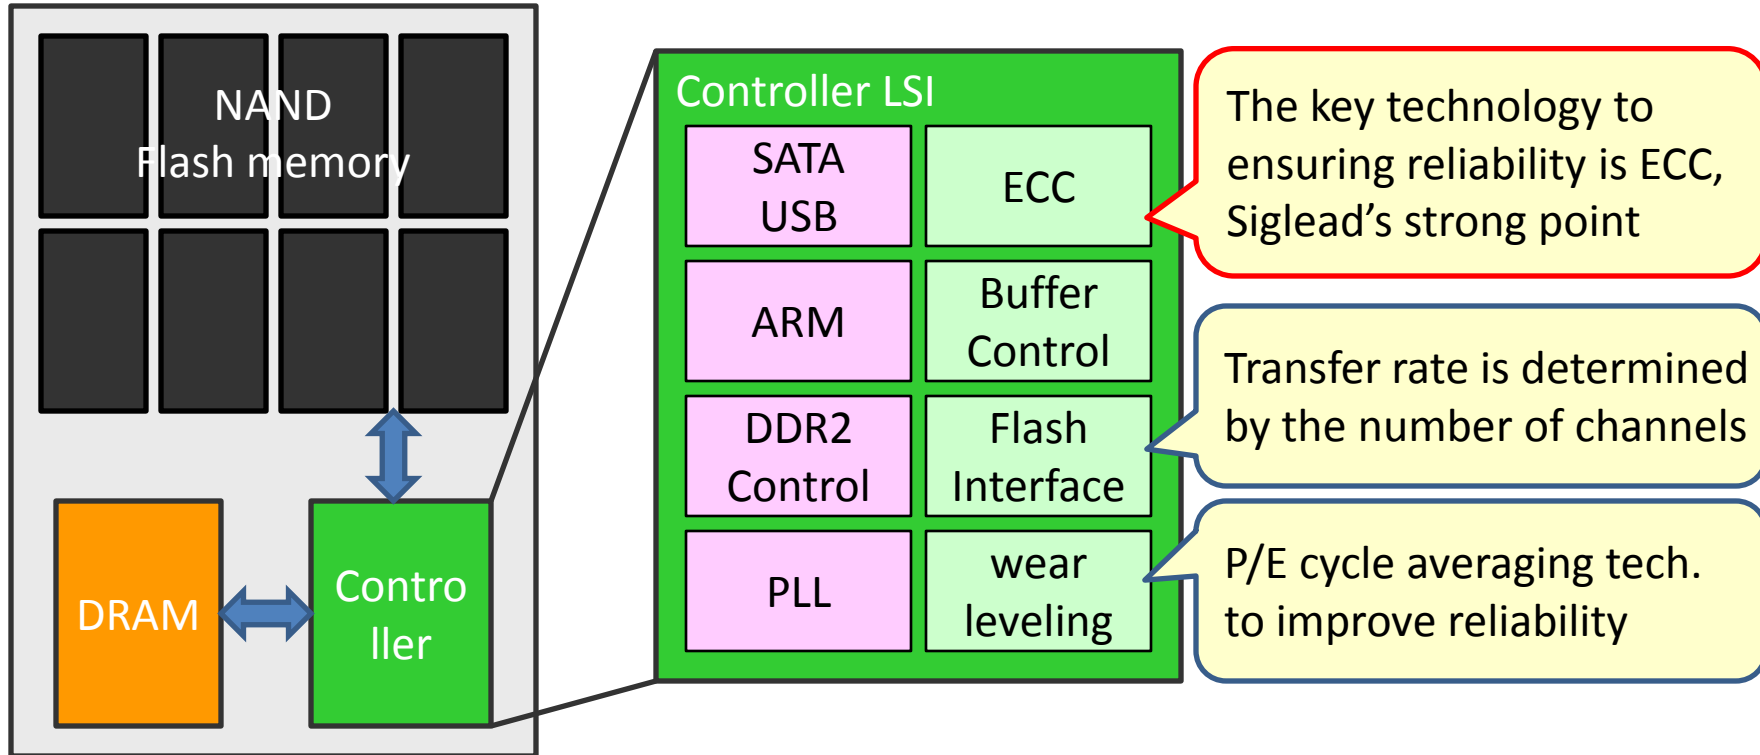 NAND
Flash memory
DRAM
Contro
ller
Controller LSI
SATA
USB
ECC
ARM
Buffer
Control
DDR2
Control
Flash
Interface
PLL
wear
leveling
The key technology to
ensuring reliability is ECC,
Siglead’s strong point
Transfer rate is determined
by the number of channels
P/E cycle averaging tech.
to improve reliability